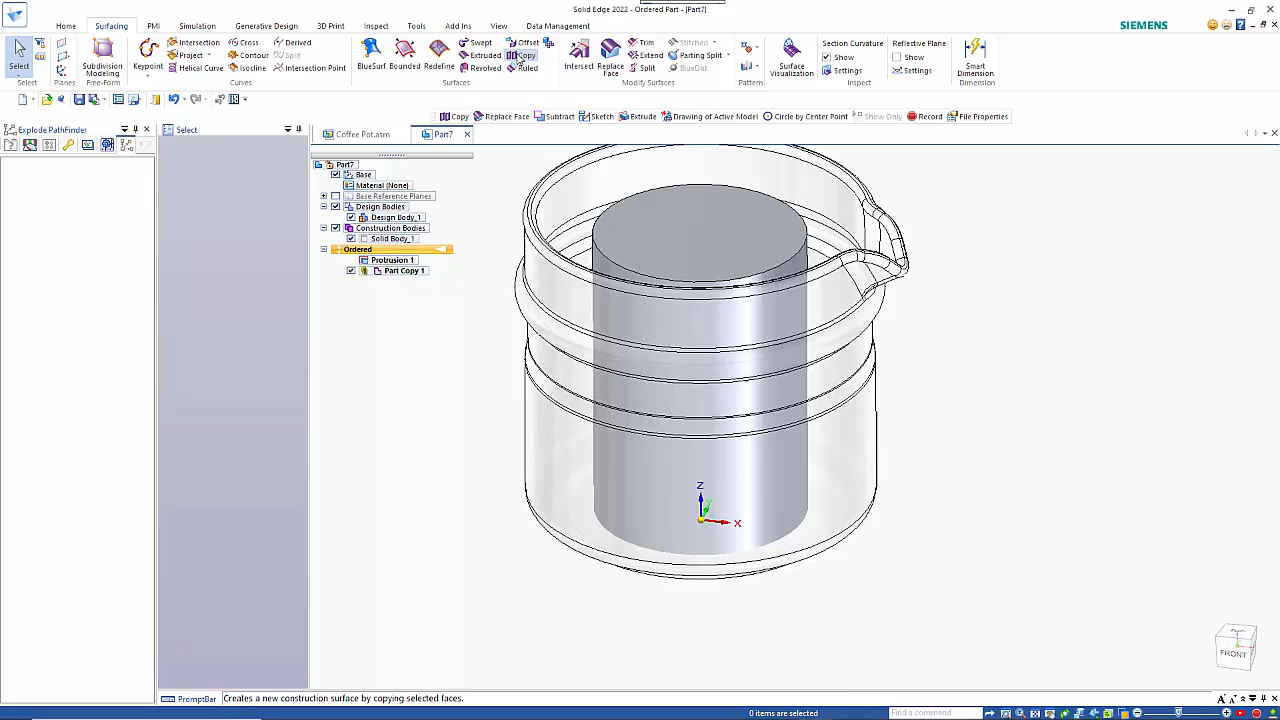 Solid Edge 2022 - Ordered Part - [Part7]
Home Surfacing PMI Simulation Generative Design 3D Print Inspect Tools Add Ins View Data Management
SIEMENS
Intersection Cross Derived Swept Offset Trim Stitched Section Curvature Reflective Plane
Project Contour Split Extruded Copy Extend Parting Split Show Show
Helical Curve Isocline Intersection Point Revolved Ruled Split BlueDot Settings Settings
Select Subdivision Modeling Keypoint BlueSurf Bounded Redefine Intersect Replace Face Surface Visualization Smart Dimension
Select Planes Free-Form Curves Surfaces Modify Surfaces Pattern Inspect Dimension
Copy Replace Face Subtract Sketch Extrude Drawing of Active Model Circle by Center Point Show Only Record File Properties
Explode PathFinder Select Coffee Pot.asm Part7
Part7
Base
Material (None)
Base Reference Planes
Design Bodies
Design Body_1
Construction Bodies
Solid Body_1
Ordered
Protrusion 1
Part Copy 1
Z
Y
X
FRONT
PromptBar Creates a new construction surface by copying selected faces.
0 items are selected Find a command